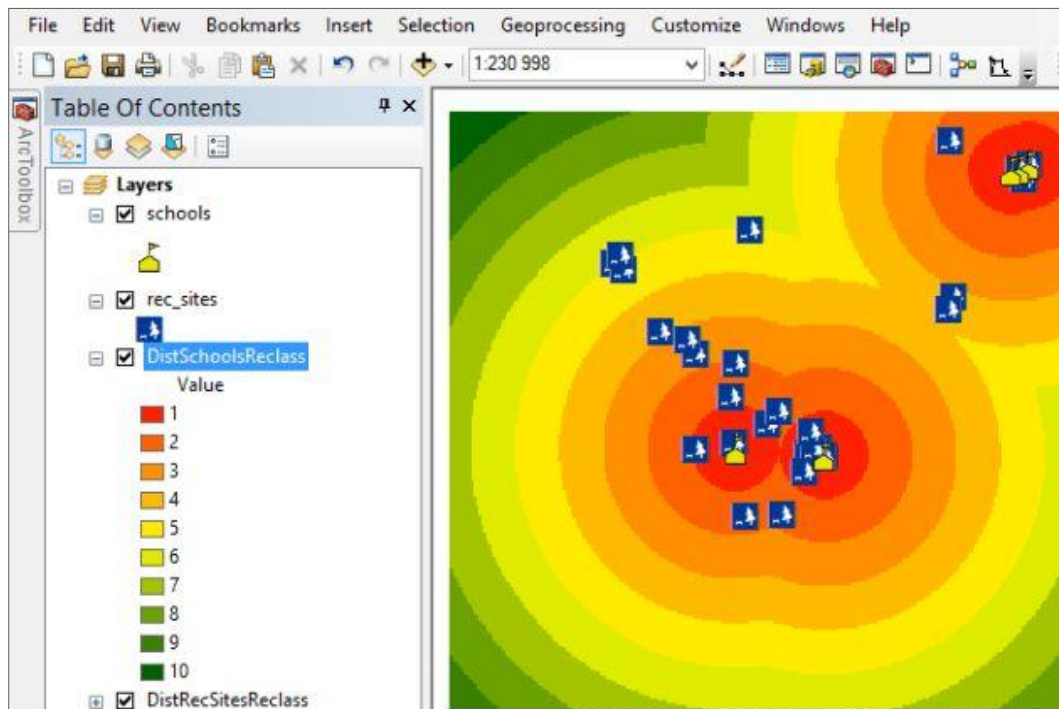 File Edit View Bookmarks Insert Selection Geoprocessing Customize Windows Help
1:230 998
ArcToolbox
Table Of Contents
Layers
schools
rec_sites
DistSchoolsReclass
Value
1
2
3
4
5
6
7
8
9
10
DistRecSitesReclass